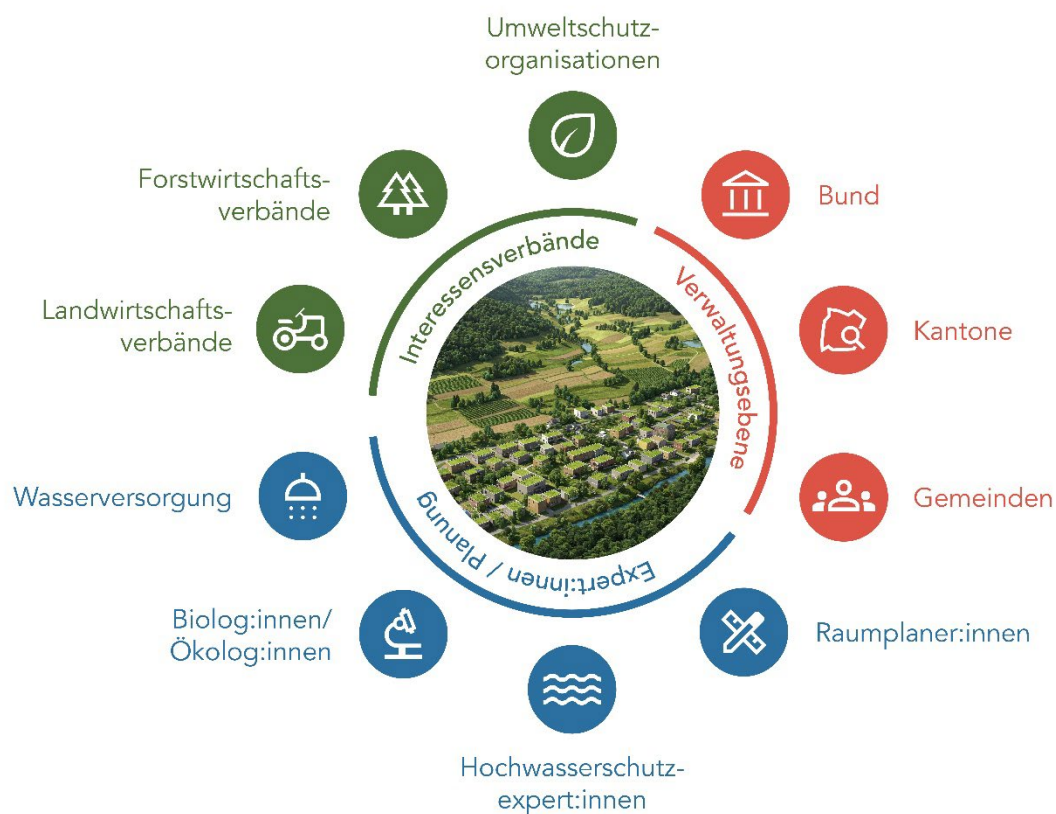 Umweltschutz-
organisationen
Forstwirtschafts-
verbände
Bund
Landwirtschafts-
verbände
Kantone
Wasserversorgung
Gemeinden
Biolog:innen/
Ökolog:innen
Raumplaner:innen
Hochwasserschutz-
expert:innen
Interessensverbände
Verwaltungsebene
Expert:innen / Planung